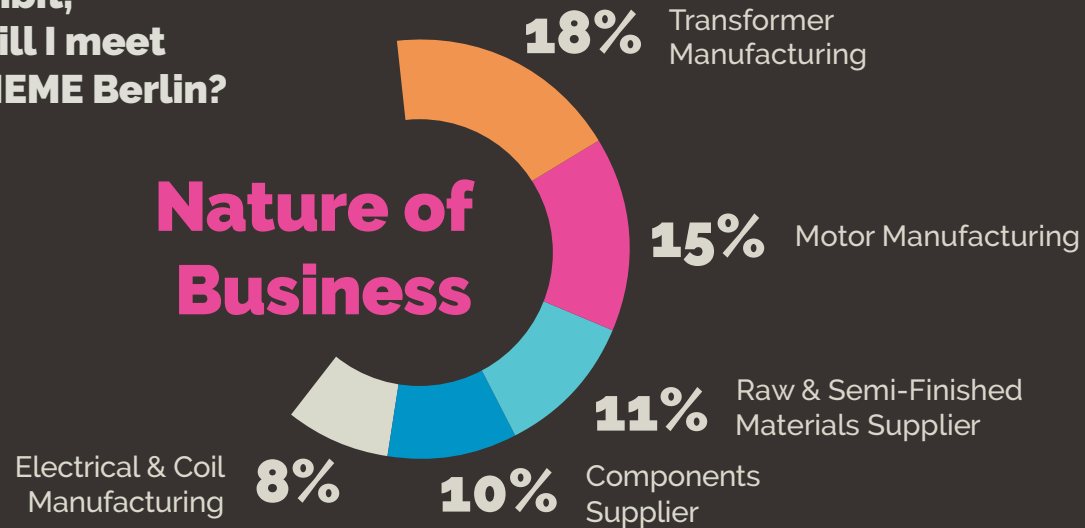 ill I meet
Berlin?
Nature of
Business
18%
Transformer
Manufacturing
15%
Motor Manufacturing
11%
Raw & Semi-Finished
Materials Supplier
10%
Components
Supplier
8%
Electrical & Coil
Manufacturing